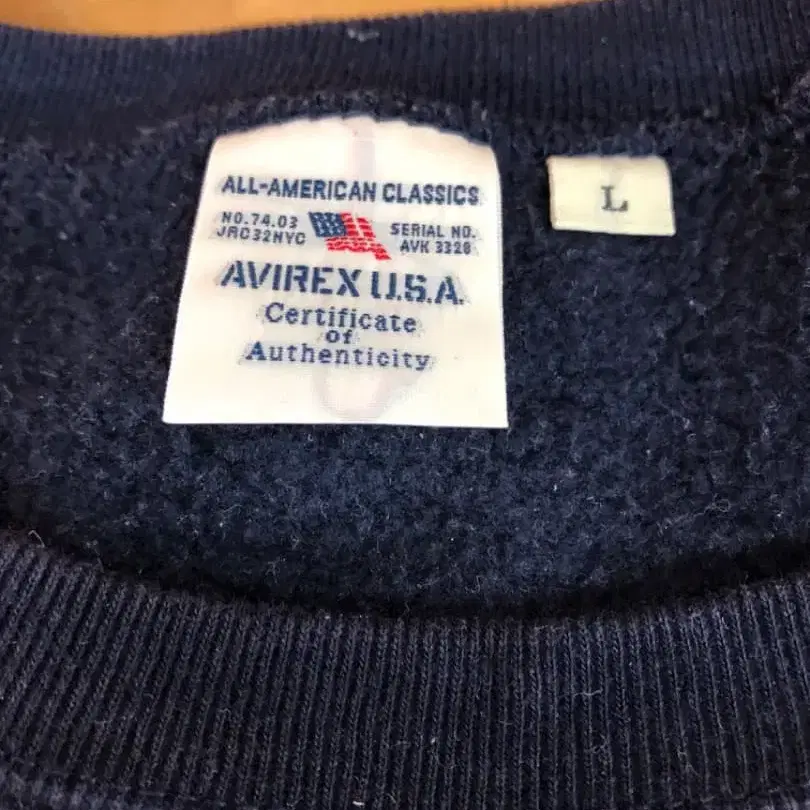 ALL-AMERICAN CLASSICS
NO.74.03
JRC32NYC
SERIAL NO.
AVK 3328
AVIREX U.S.A.
Certificate
of
Authenticity
L